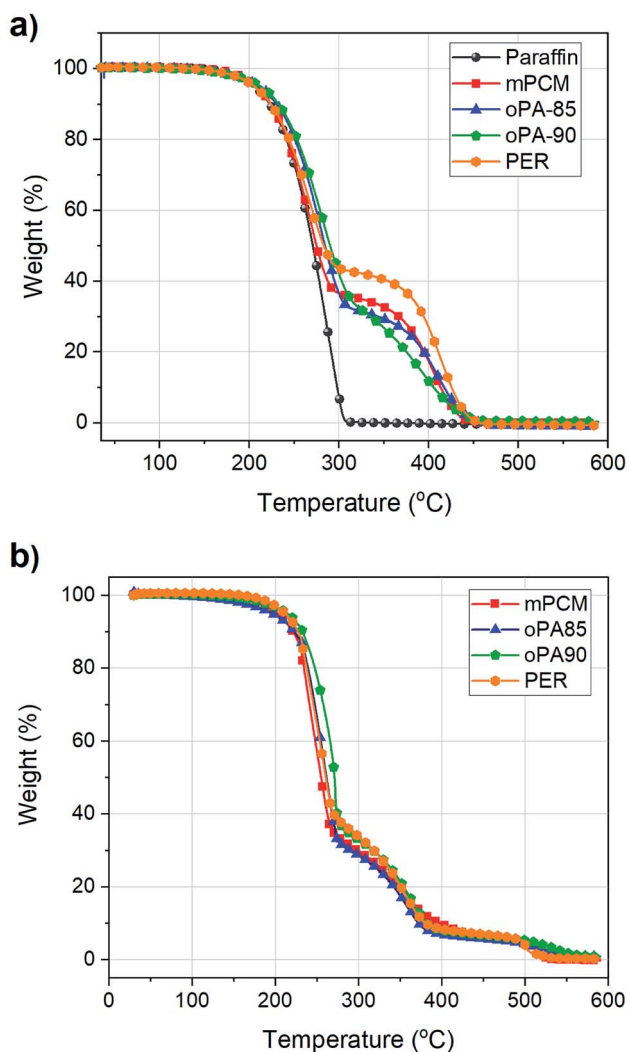 a)
100
80
60
40
20
0
Weight (%)
Paraffin
mPCM
oPA-85
oPA-90
PER
100 200 300 400 500 600
Temperature (°C)
b)
100
80
60
40
20
0
Weight (%)
mPCM
oPA85
oPA90
PER
0 100 200 300 400 500 600
Temperature (°C)